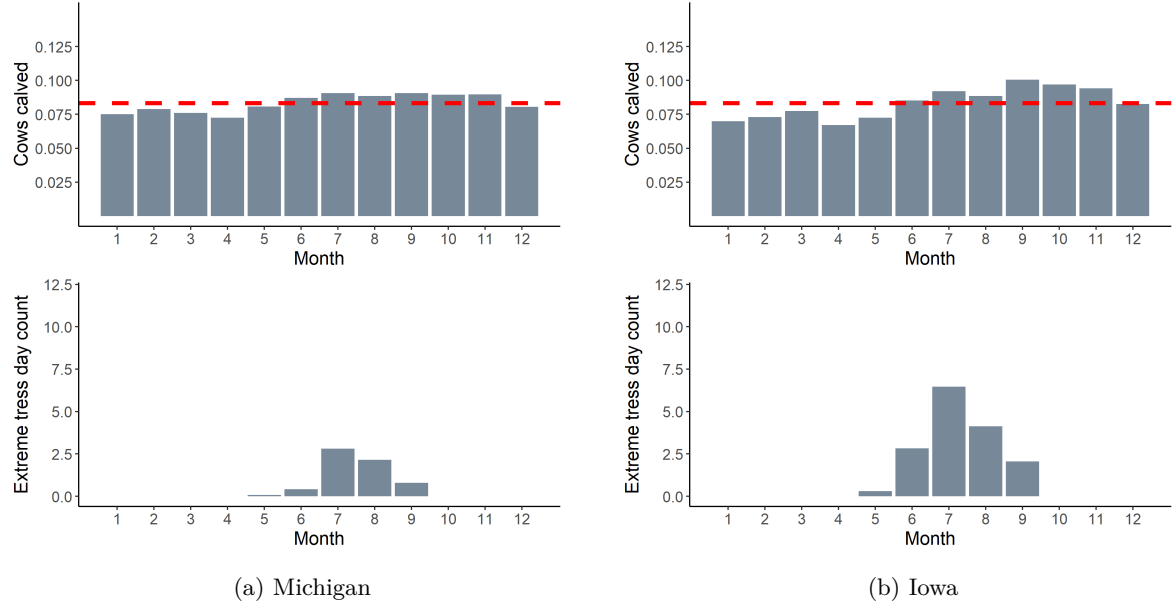 Cows calved
0.125
0.100
0.075
0.050
0.025
1 2 3 4 5 6 7 8 9 10 11 12
Month
Extreme tress day count
12.5
10.0
7.5
5.0
2.5
0.0
1 2 3 4 5 6 7 8 9 10 11 12
Month
(a) Michigan
Cows calved
0.125
0.100
0.075
0.050
0.025
1 2 3 4 5 6 7 8 9 10 11 12
Month
Extreme tress day count
12.5
10.0
7.5
5.0
2.5
0.0
1 2 3 4 5 6 7 8 9 10 11 12
Month
(b) Iowa